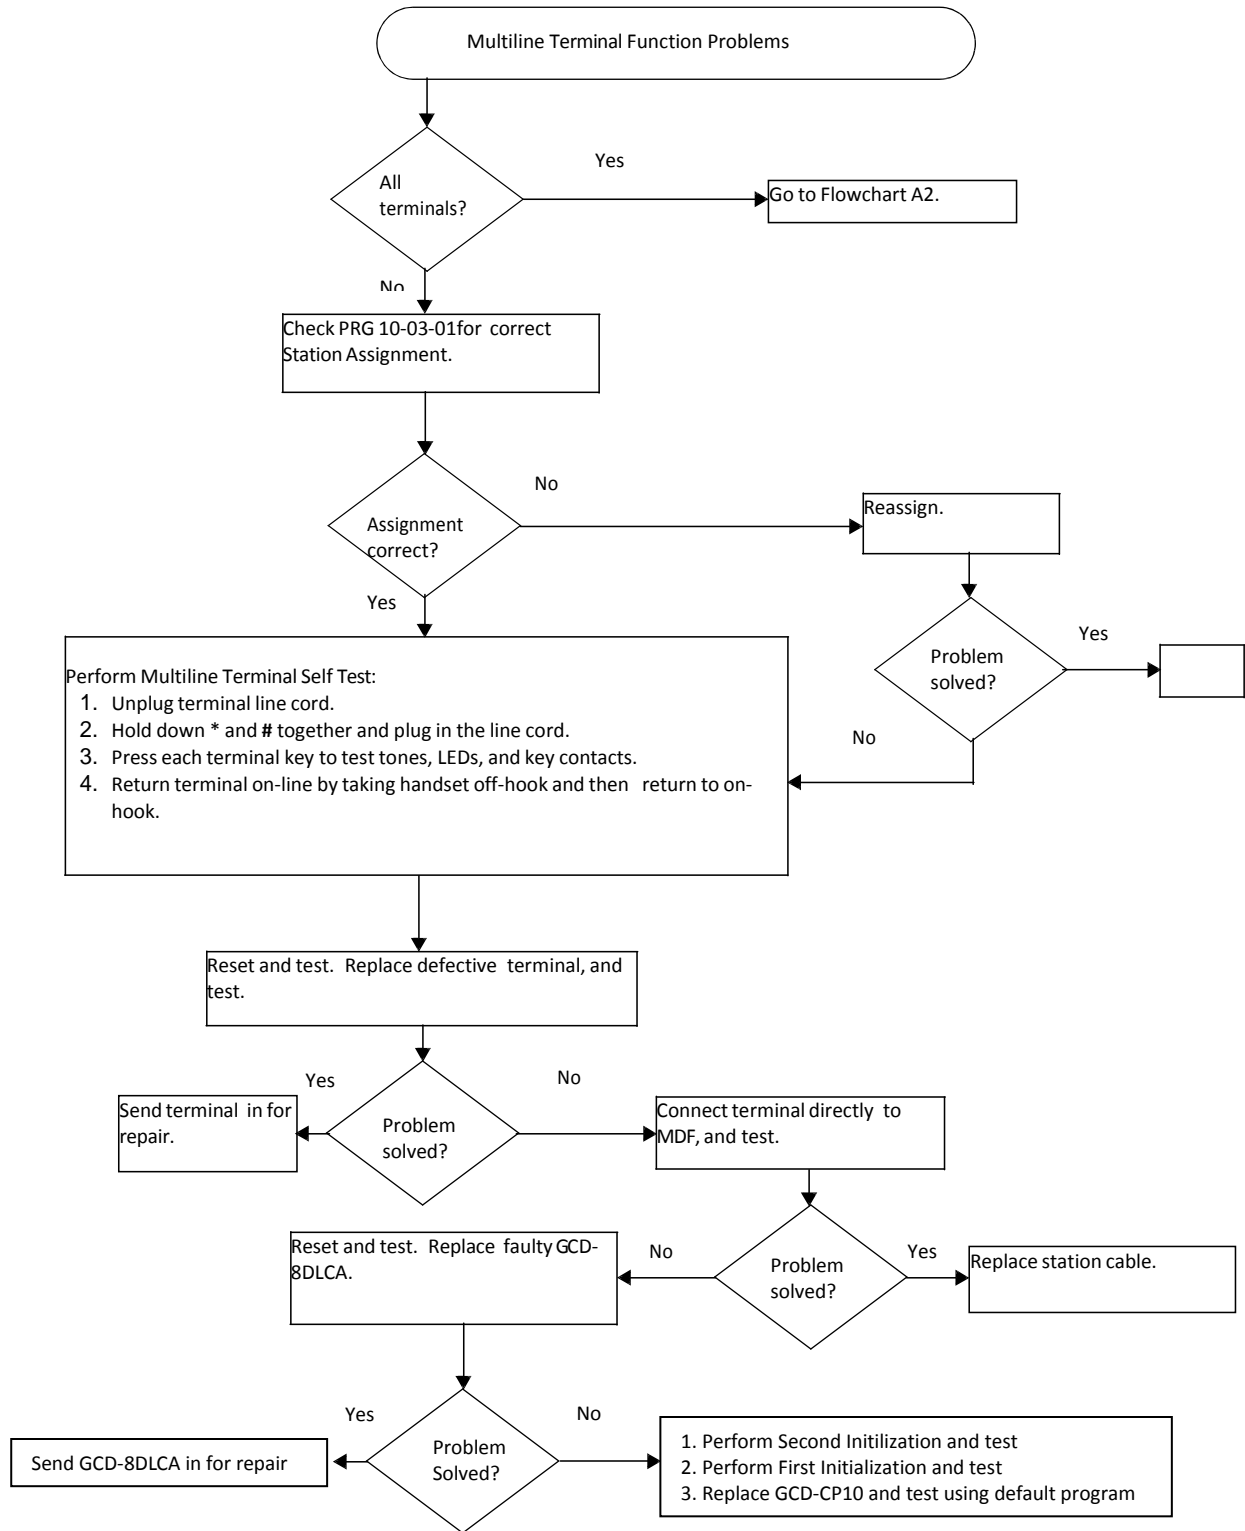 Multiline Terminal Function Problems
All
terminals?
Yes
Go to Flowchart A2.
No
Check PRG 10-03-01for correct
Station Assignment.
Assignment
correct?
No
Reassign.
Yes
Problem
solved?
Yes
No
Perform Multiline Terminal Self Test:
1. Unplug terminal line cord.
2. Hold down * and # together and plug in the line cord.
3. Press each terminal key to test tones, LEDs, and key contacts.
4. Return terminal on-line by taking handset off-hook and then return to on-
hook.
Reset and test. Replace defective terminal, and
test.
Problem
solved?
Yes
Send terminal in for
repair.
No
Connect terminal directly to
MDF, and test.
Problem
solved?
Yes
Replace station cable.
No
Reset and test. Replace faulty GCD-
8DLCA.
Problem
Solved?
Yes
Send GCD-8DLCA in for repair
No
1. Perform Second Initilization and test
2. Perform First Initialization and test
3. Replace GCD-CP10 and test using default program